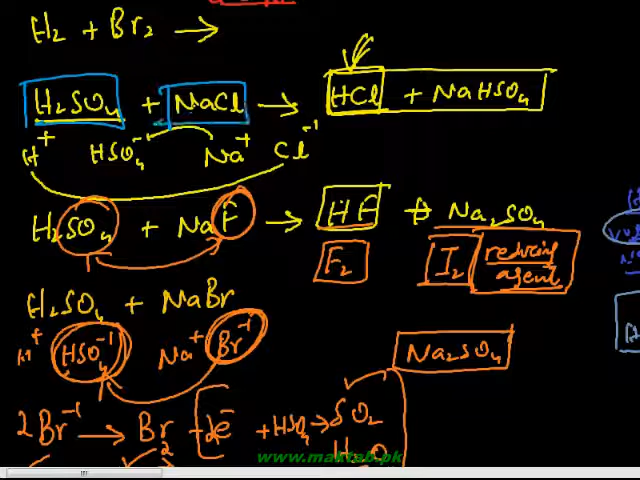 H₂ + Br₂ →
H₂SO₄ + NaCl → HCl + NaHSO₄
H⁺ HSO₄⁻ Na⁺ Cl⁻¹
H₂SO₄ + NaF → HF + Na₂SO₄
F₂ I₂ reducing agent
H₂SO₄ + NaBr
H⁺ HSO₄⁻¹ Na⁺ Br⁻¹
Na₂SO₄
2Br⁻¹ → Br₂ + 2e⁻ + HSO₄ → SO₂
H₂O
www.maktab.pk